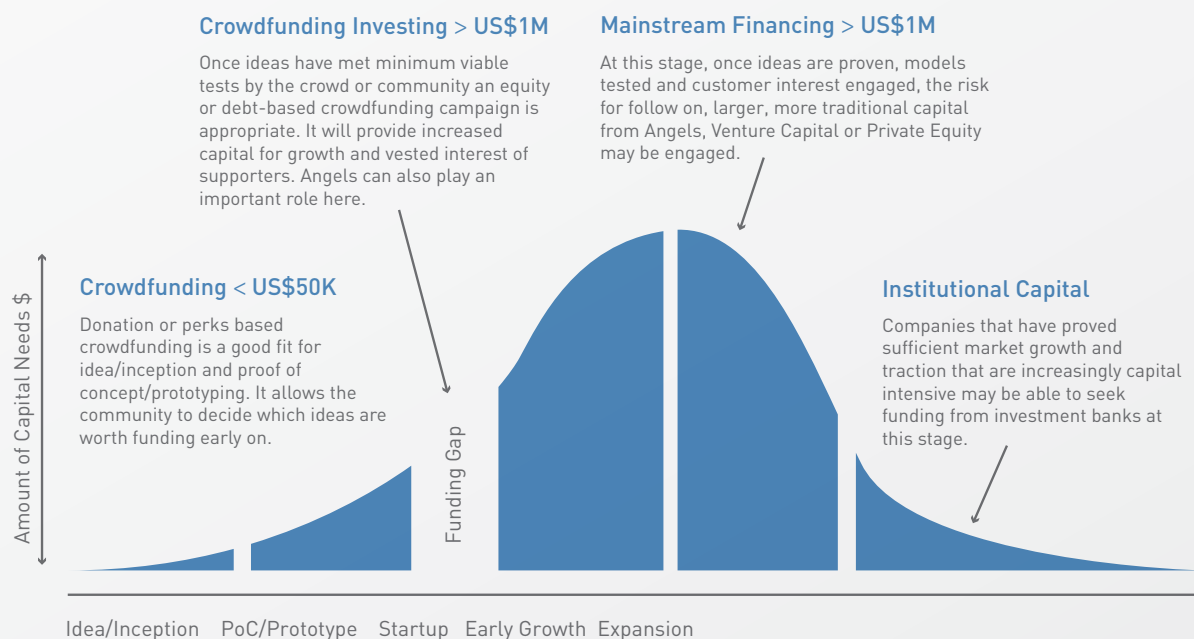 Crowdfunding Investing > US$1M
Once ideas have met minimum viable
tests by the crowd or community an equity
or debt-based crowdfunding campaign is
appropriate. It will provide increased
capital for growth and vested interest of
supporters. Angels can also play an
important role here.
Mainstream Financing > US$1M
At this stage, once ideas are proven, models
tested and customer interest engaged, the risk
for follow on, larger, more traditional capital
from Angels, Venture Capital or Private Equity
may be engaged.
Crowdfunding < US$50K
Donation or perks based
crowdfunding is a good fit for
idea/inception and proof of
concept/prototyping. It allows the
community to decide which ideas are
worth funding early on.
Institutional Capital
Companies that have proved
sufficient market growth and
traction that are increasingly capital
intensive may be able to seek
funding from investment banks at
this stage.
Amount of Capital Needs $
Funding Gap
Idea/Inception PoC/Prototype Startup Early Growth Expansion